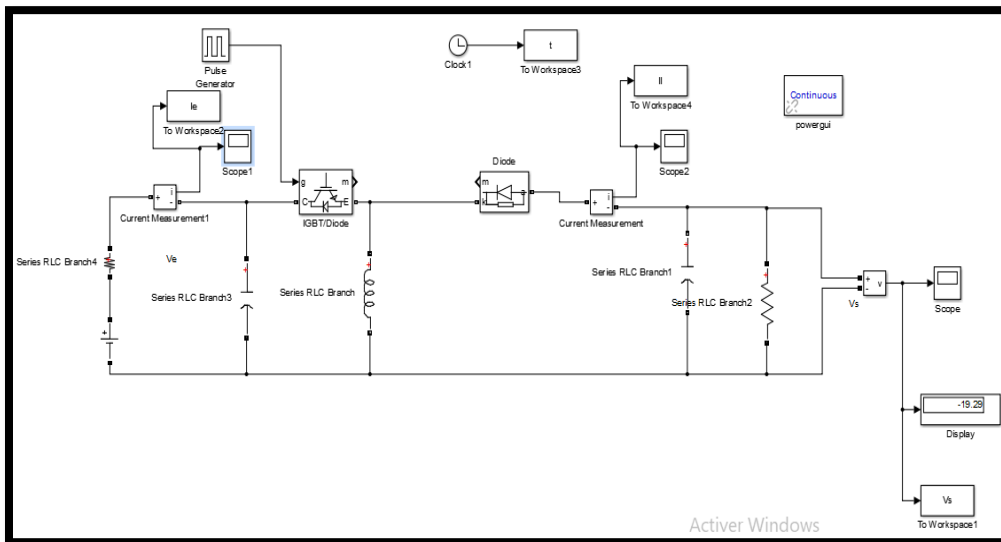 Pulse
Generator
Clock1
t
To Workspace3
Ie
To Workspace2
Scope1
Il
To Workspace4
Scope2
Continuous
powergui
g
m
C
E
IGBT/Diode
Diode
m
k
a
+
-
i
Current Measurement1
+
-
i
Current Measurement
Series RLC Branch4
Ve
Series RLC Branch3
Series RLC Branch
Series RLC Branch1
Series RLC Branch2
+
-
v
Vs
Scope
-19.29
Display
Vs
To Workspace1
Activer Windows